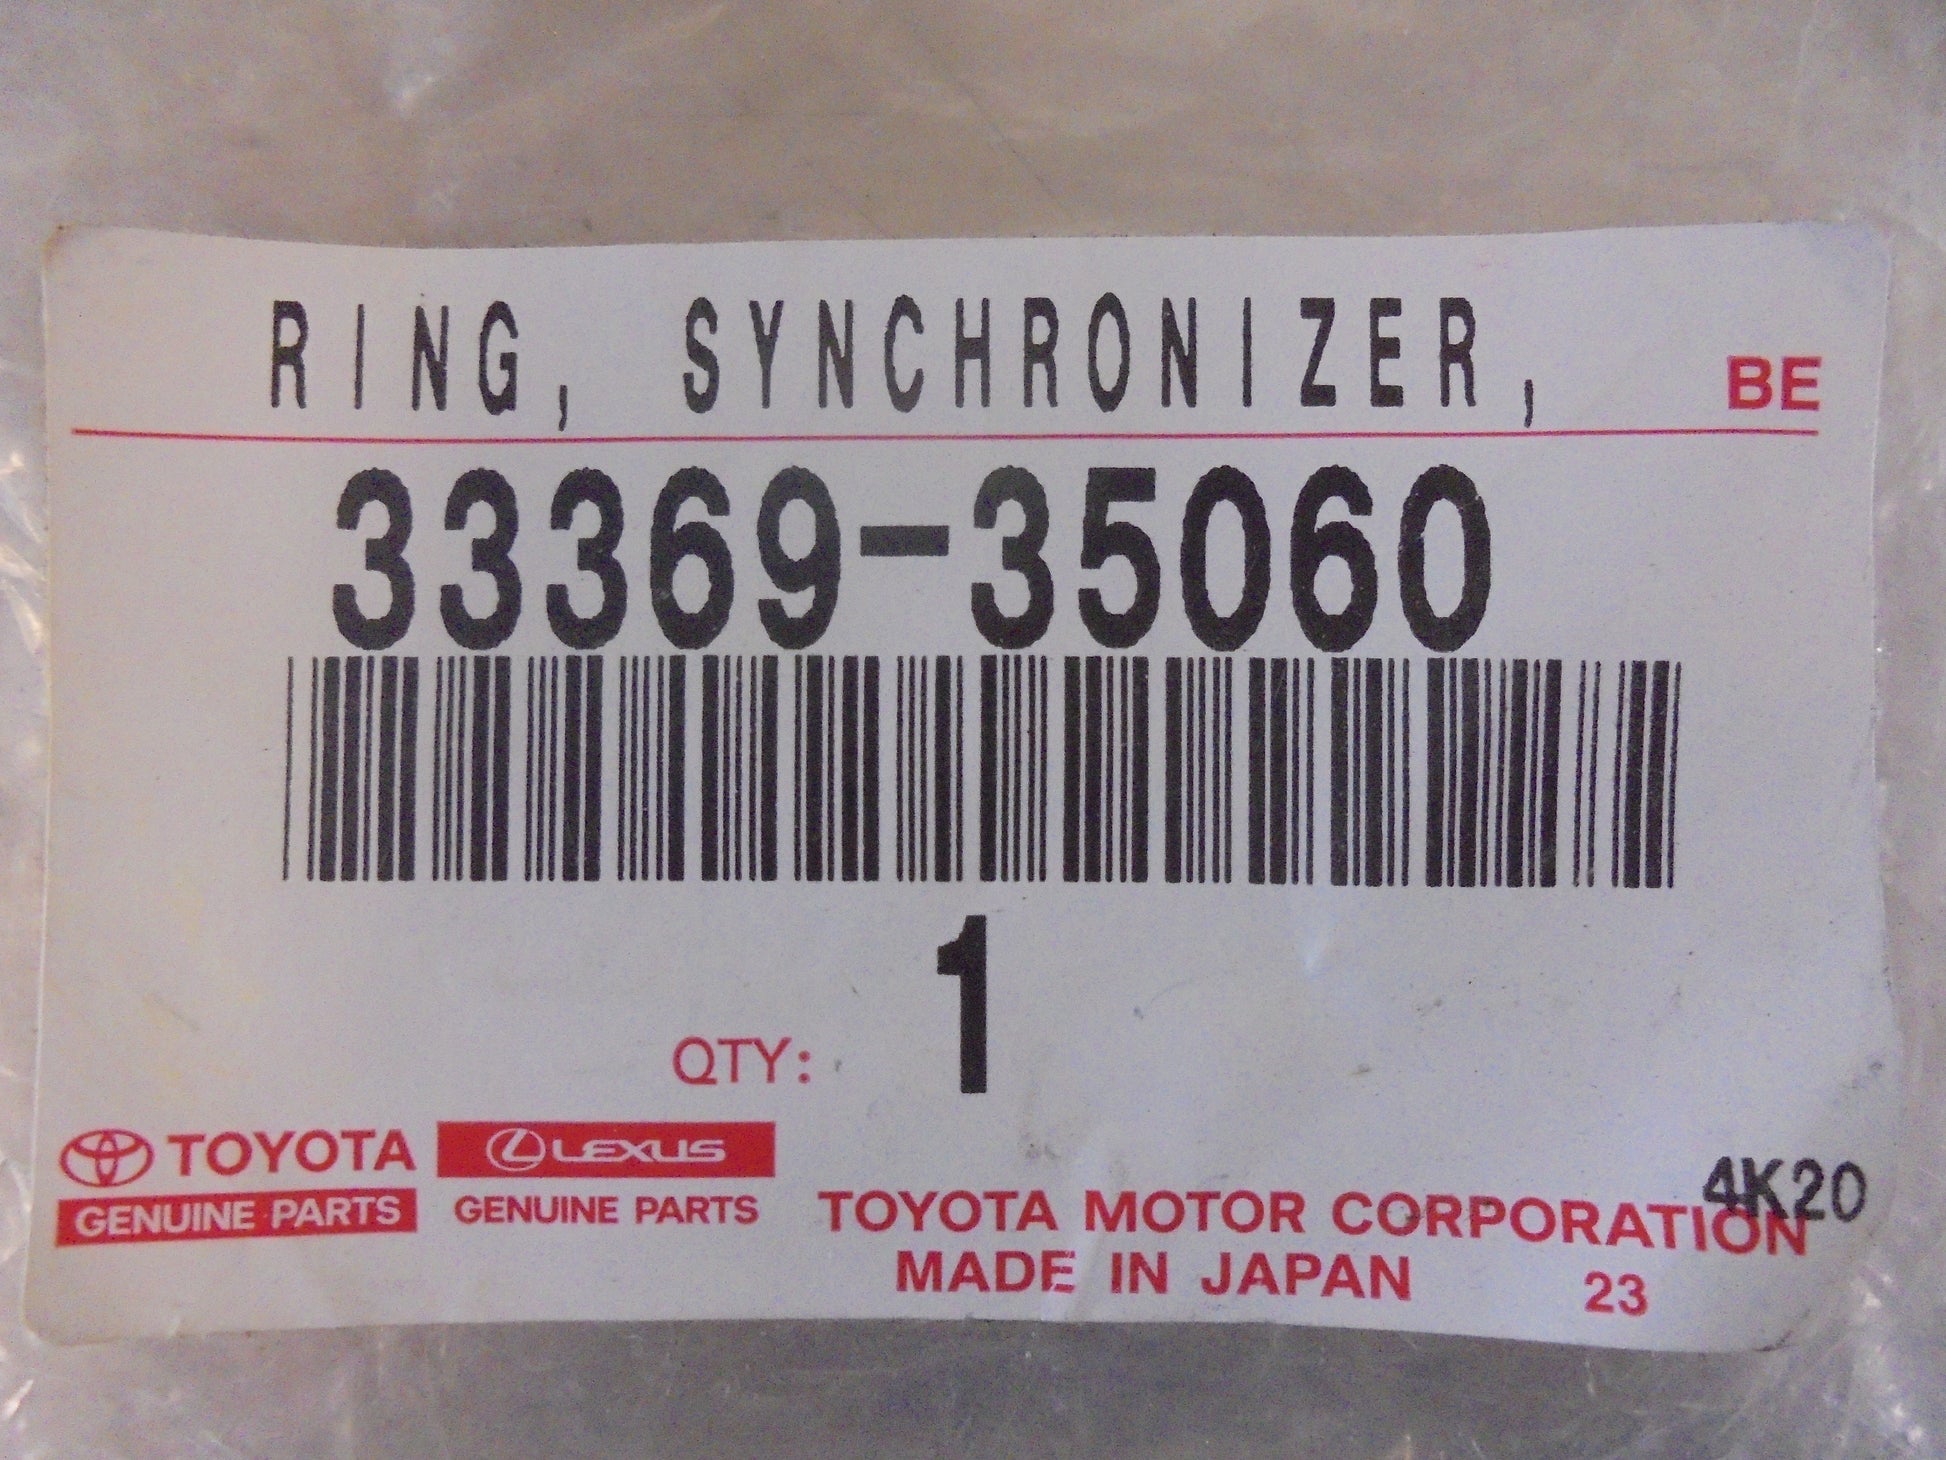 RING, SYNCHRONIZER,
BE
33369-35060
1
QTY:
TOYOTA
GENUINE PARTS
LEXUS
GENUINE PARTS
4K20
TOYOTA MOTOR CORPORATION
MADE IN JAPAN
23